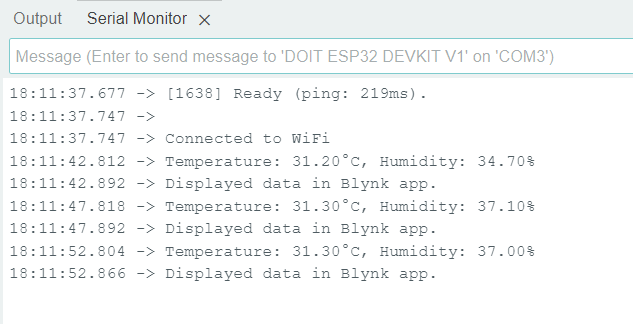 Output Serial Monitor ×
Message (Enter to send message to 'DOIT ESP32 DEVKIT V1' on 'COM3')
18:11:37.677 -> [1638] Ready (ping: 219ms).
18:11:37.747 ->
18:11:37.747 -> Connected to WiFi
18:11:42.812 -> Temperature: 31.20°C, Humidity: 34.70%
18:11:42.892 -> Displayed data in Blynk app.
18:11:47.818 -> Temperature: 31.30°C, Humidity: 37.10%
18:11:47.892 -> Displayed data in Blynk app.
18:11:52.804 -> Temperature: 31.30°C, Humidity: 37.00%
18:11:52.866 -> Displayed data in Blynk app.